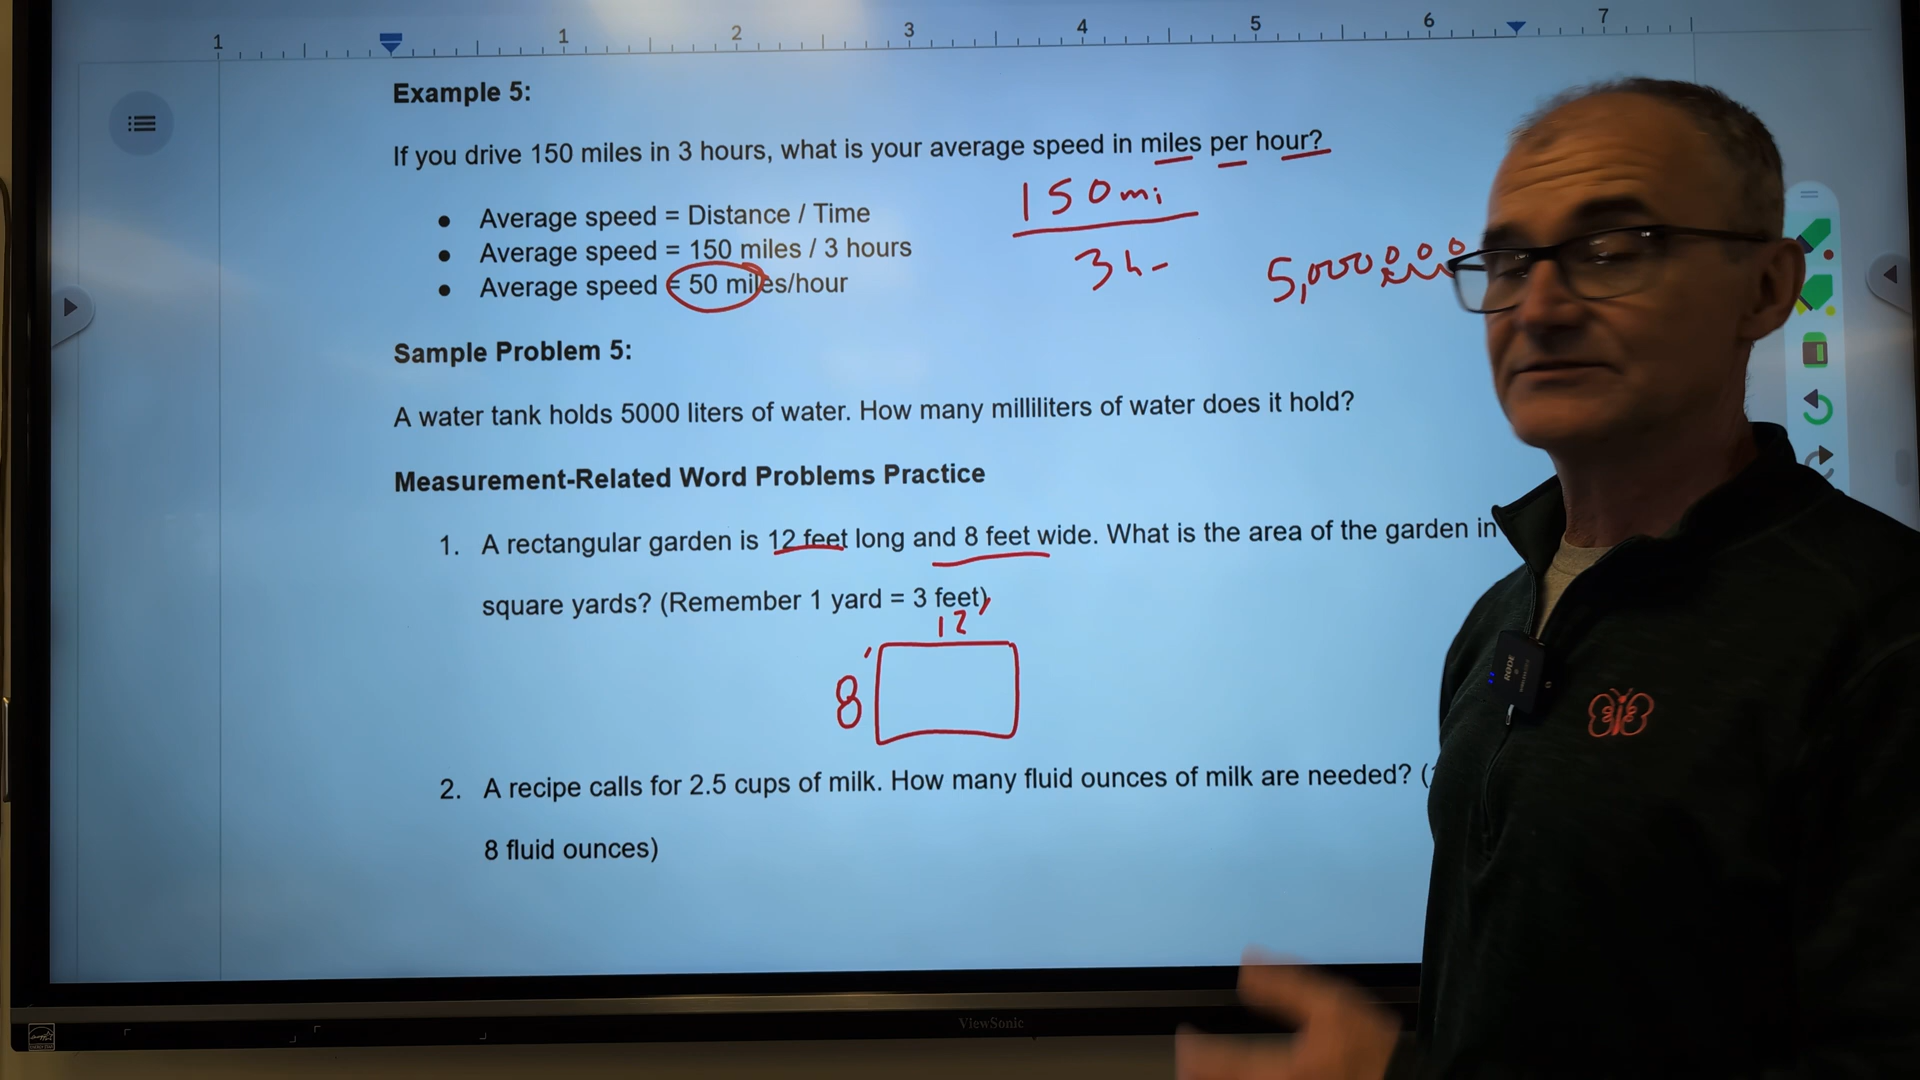 1 1 2 3 4 5 6 7
Example 5:
If you drive 150 miles in 3 hours, what is your average speed in miles per hour?
● Average speed = Distance / Time
● Average speed = 150 miles / 3 hours
● Average speed = 50 miles/hour
150 mi
3 h
5,000
Sample Problem 5:
A water tank holds 5000 liters of water. How many milliliters of water does it hold?
Measurement-Related Word Problems Practice
1. A rectangular garden is 12 feet long and 8 feet wide. What is the area of the garden in
square yards? (Remember 1 yard = 3 feet)
12
8
2. A recipe calls for 2.5 cups of milk. How many fluid ounces of milk are needed? (
8 fluid ounces)
RODE
ViewSonic